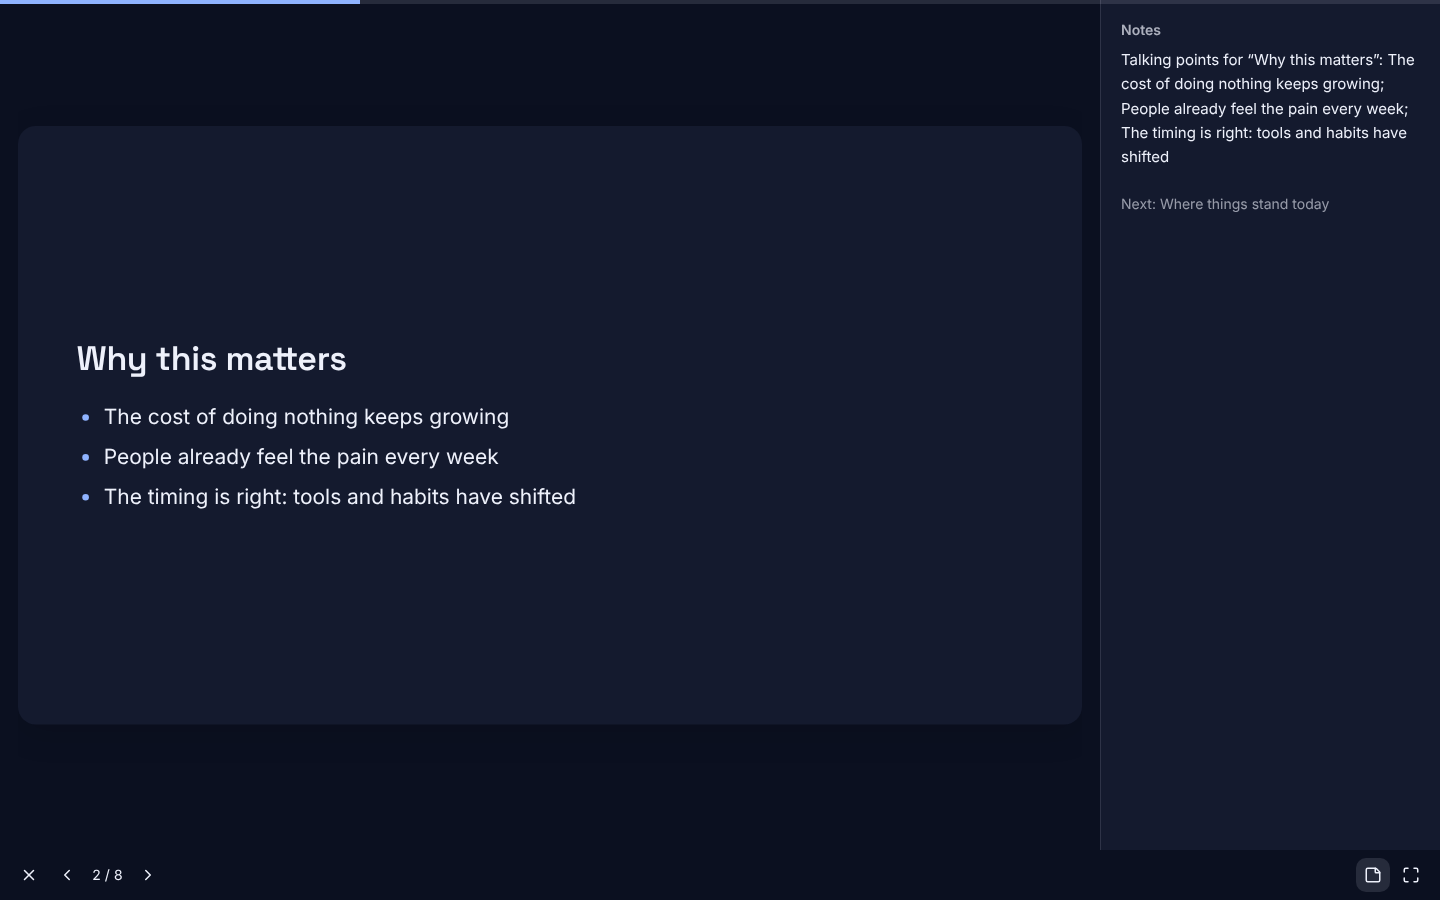 Why this matters
The cost of doing nothing keeps growing
People already feel the pain every week
The timing is right: tools and habits have shifted
Notes
Talking points for “Why this matters”: The
cost of doing nothing keeps growing;
People already feel the pain every week;
The timing is right: tools and habits have
shifted
Next: Where things stand today
2 / 8